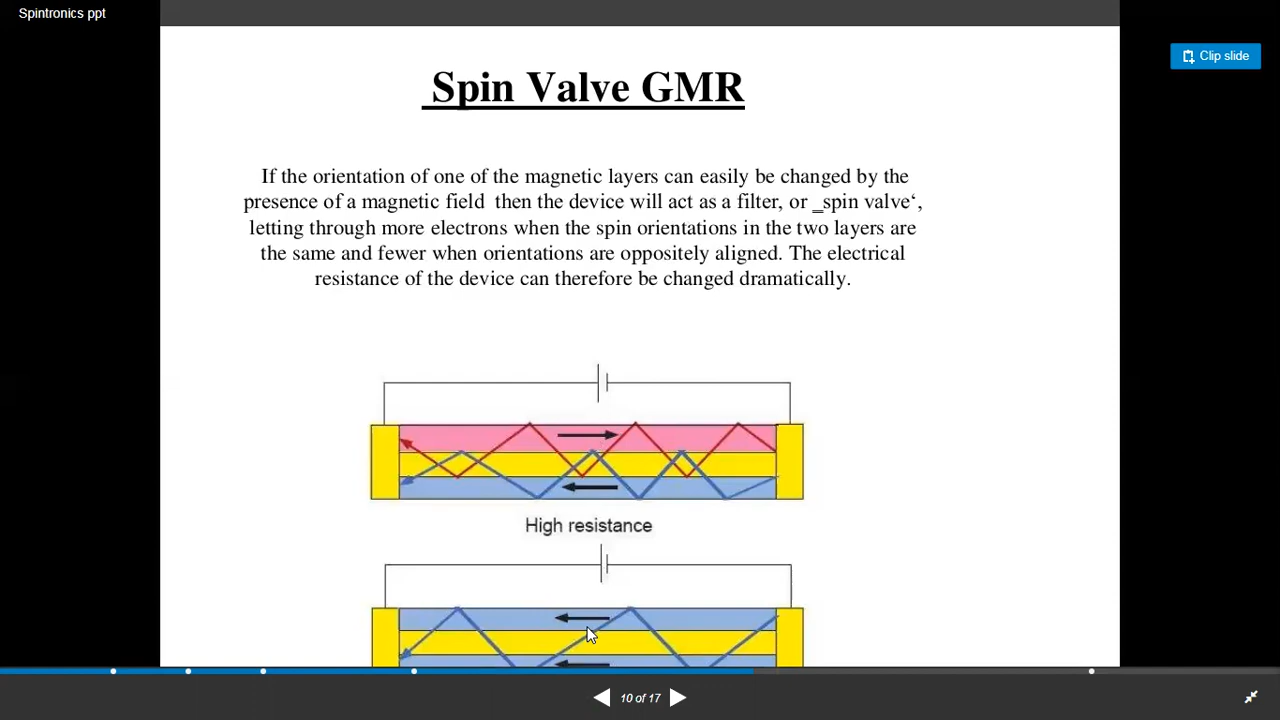 Spintronics ppt
Clip slide
Spin Valve GMR
If the orientation of one of the magnetic layers can easily be changed by the
presence of a magnetic field then the device will act as a filter, or ‗spin valve‘,
letting through more electrons when the spin orientations in the two layers are
the same and fewer when orientations are oppositely aligned. The electrical
resistance of the device can therefore be changed dramatically.
High resistance
10 of 17